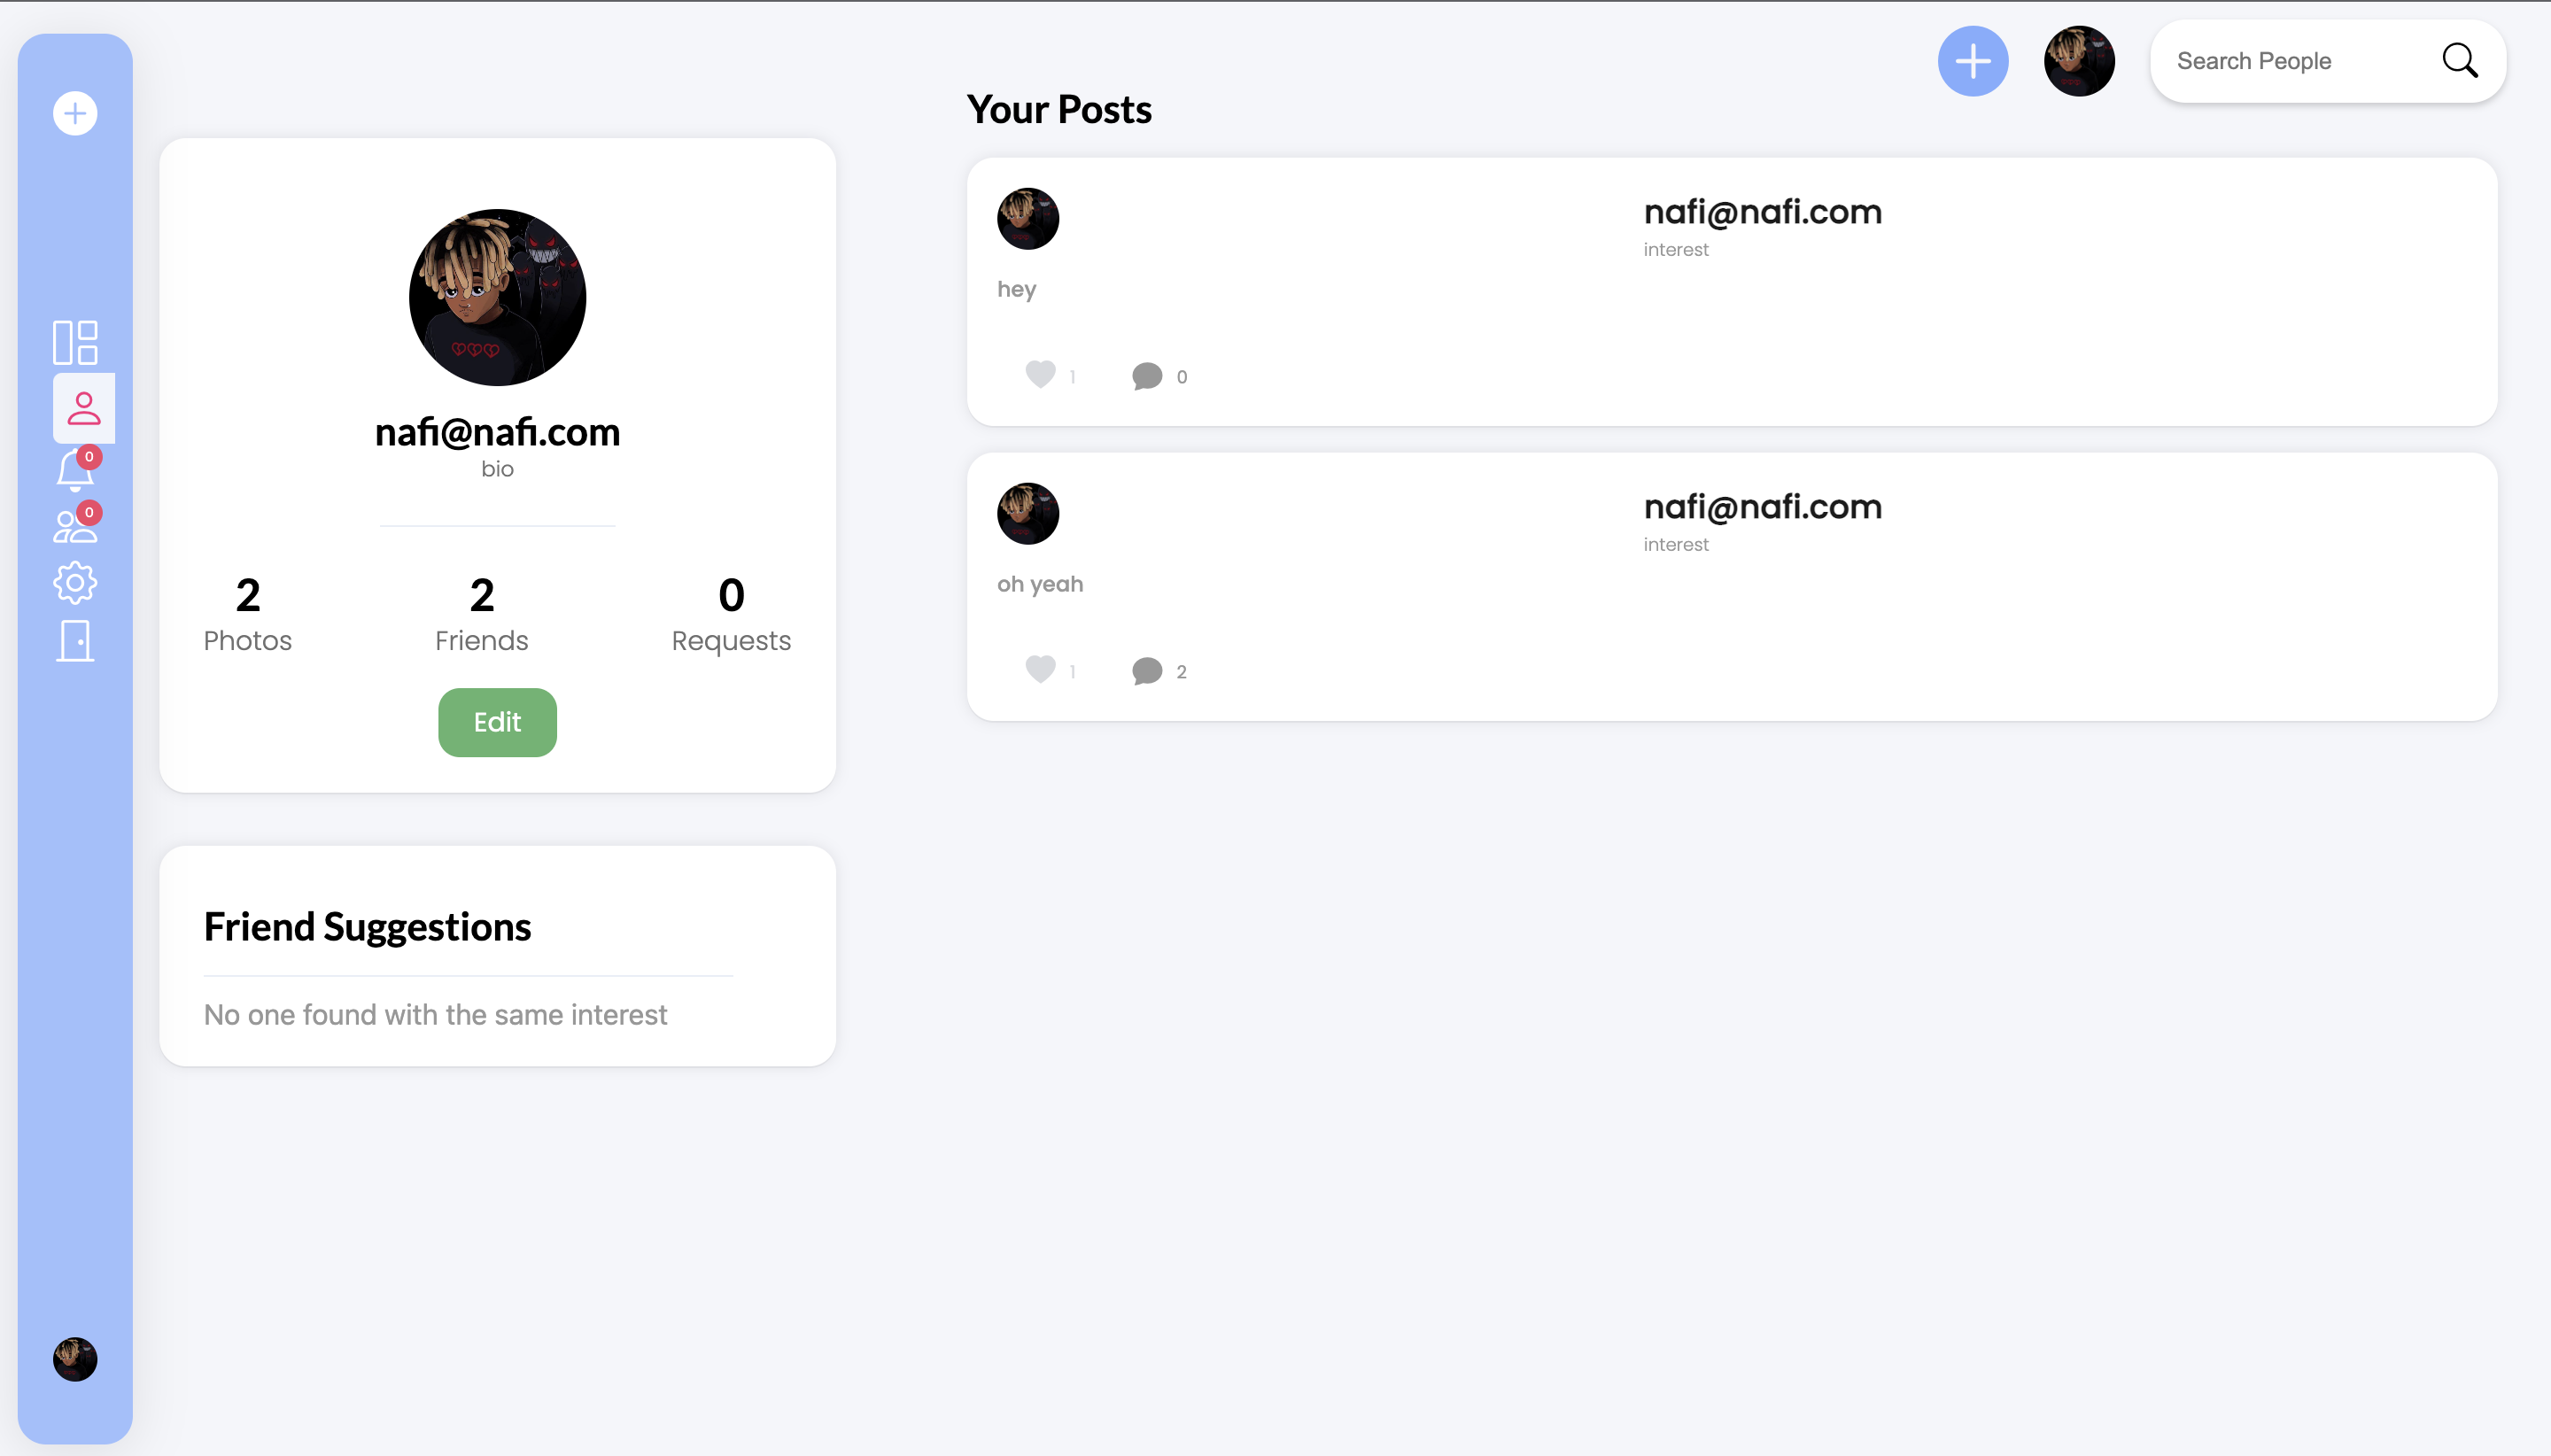 Search People
0
0
nafi@nafi.com
bio
2
2
0
Photos
Friends
Requests
Edit
Friend Suggestions
No one found with the same interest
Your Posts
nafi@nafi.com
interest
hey
1
0
nafi@nafi.com
interest
oh yeah
1
2